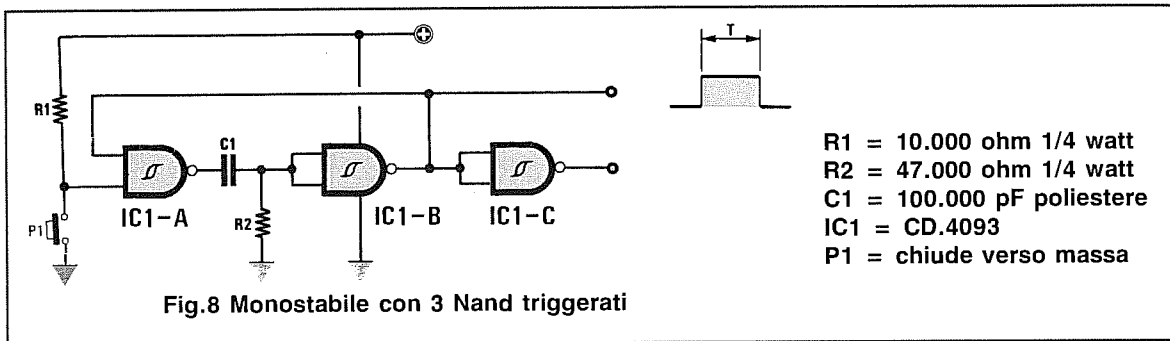 T
R1
C1
R2
P1
IC1-A
IC1-B
IC1-C
R1 = 10.000 ohm 1/4 watt
R2 = 47.000 ohm 1/4 watt
C1 = 100.000 pF poliestere
IC1 = CD.4093
P1 = chiude verso massa
Fig.8 Monostabile con 3 Nand triggerati